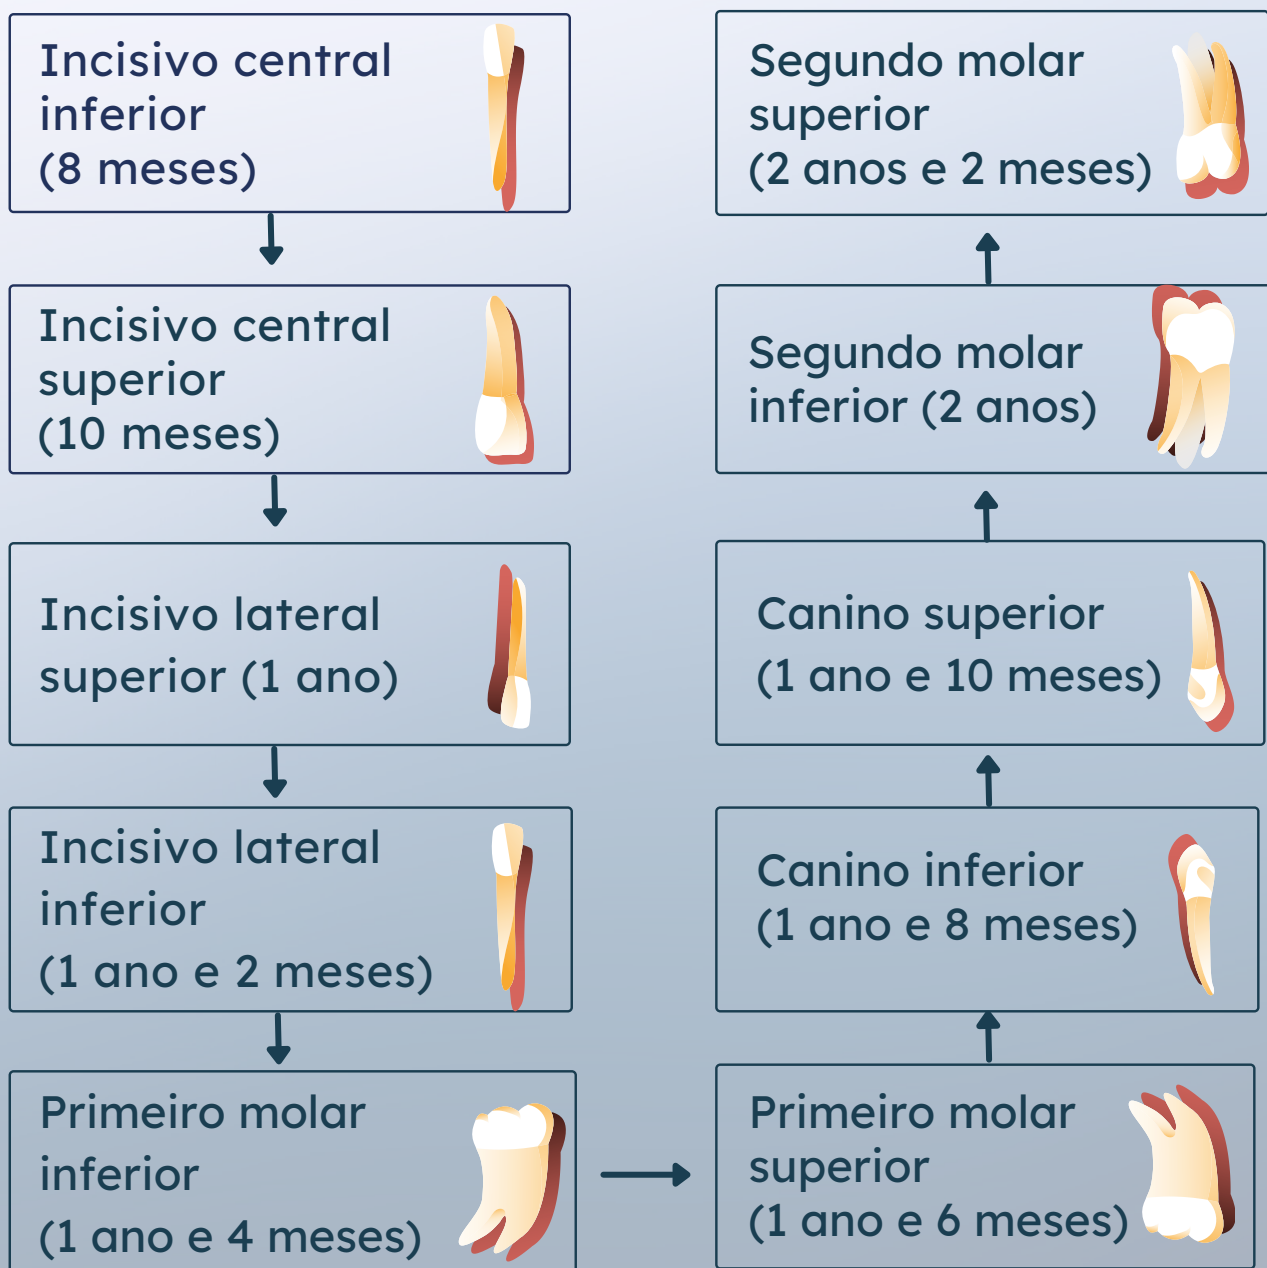 Incisivo central
inferior
(8 meses)
Incisivo central
superior
(10 meses)
Incisivo lateral
superior (1 ano)
Incisivo lateral
inferior
(1 ano e 2 meses)
Primeiro molar
inferior
(1 ano e 4 meses)
Primeiro molar
superior
(1 ano e 6 meses)
Canino inferior
(1 ano e 8 meses)
Canino superior
(1 ano e 10 meses)
Segundo molar
inferior (2 anos)
Segundo molar
superior
(2 anos e 2 meses)